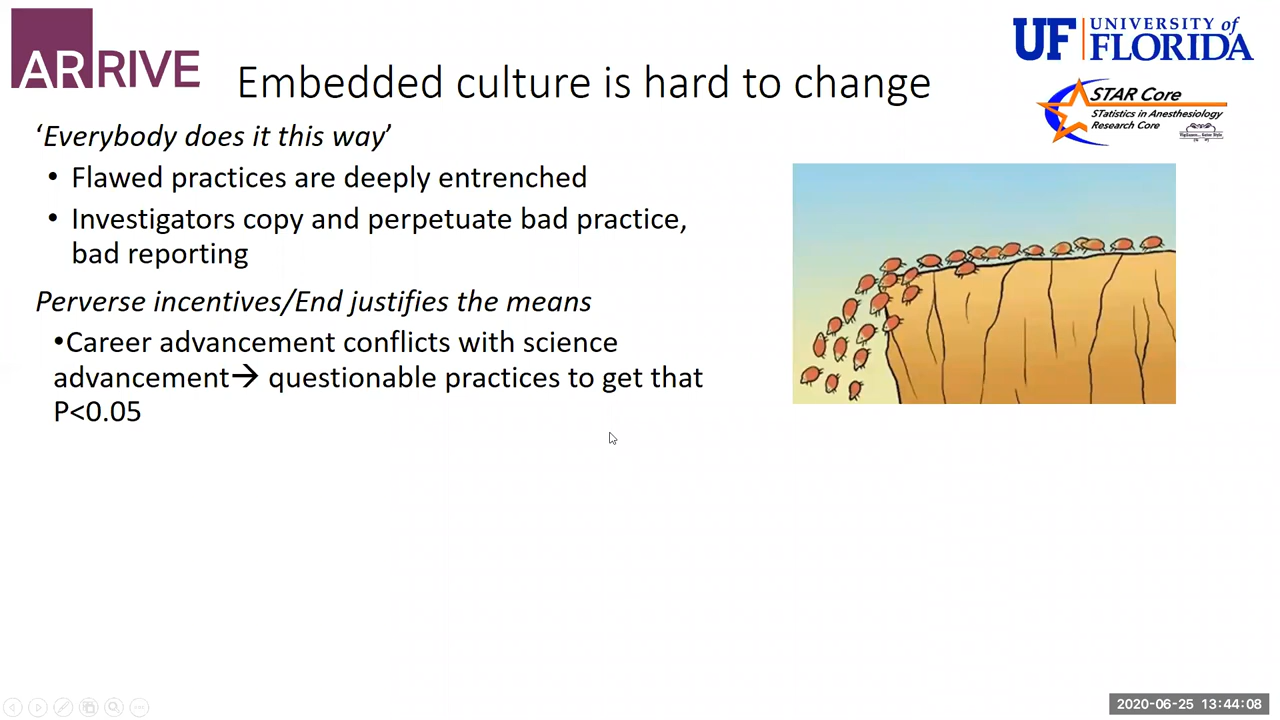 ARRIVE
UF UNIVERSITY of
FLORIDA
Embedded culture is hard to change
STAR Core
STatistics in Anesthesiology
Research Core
‘Everybody does it this way’
• Flawed practices are deeply entrenched
• Investigators copy and perpetuate bad practice,
bad reporting
Perverse incentives/End justifies the means
•Career advancement conflicts with science
advancement→ questionable practices to get that
P<0.05
2020-06-25 13:44:08